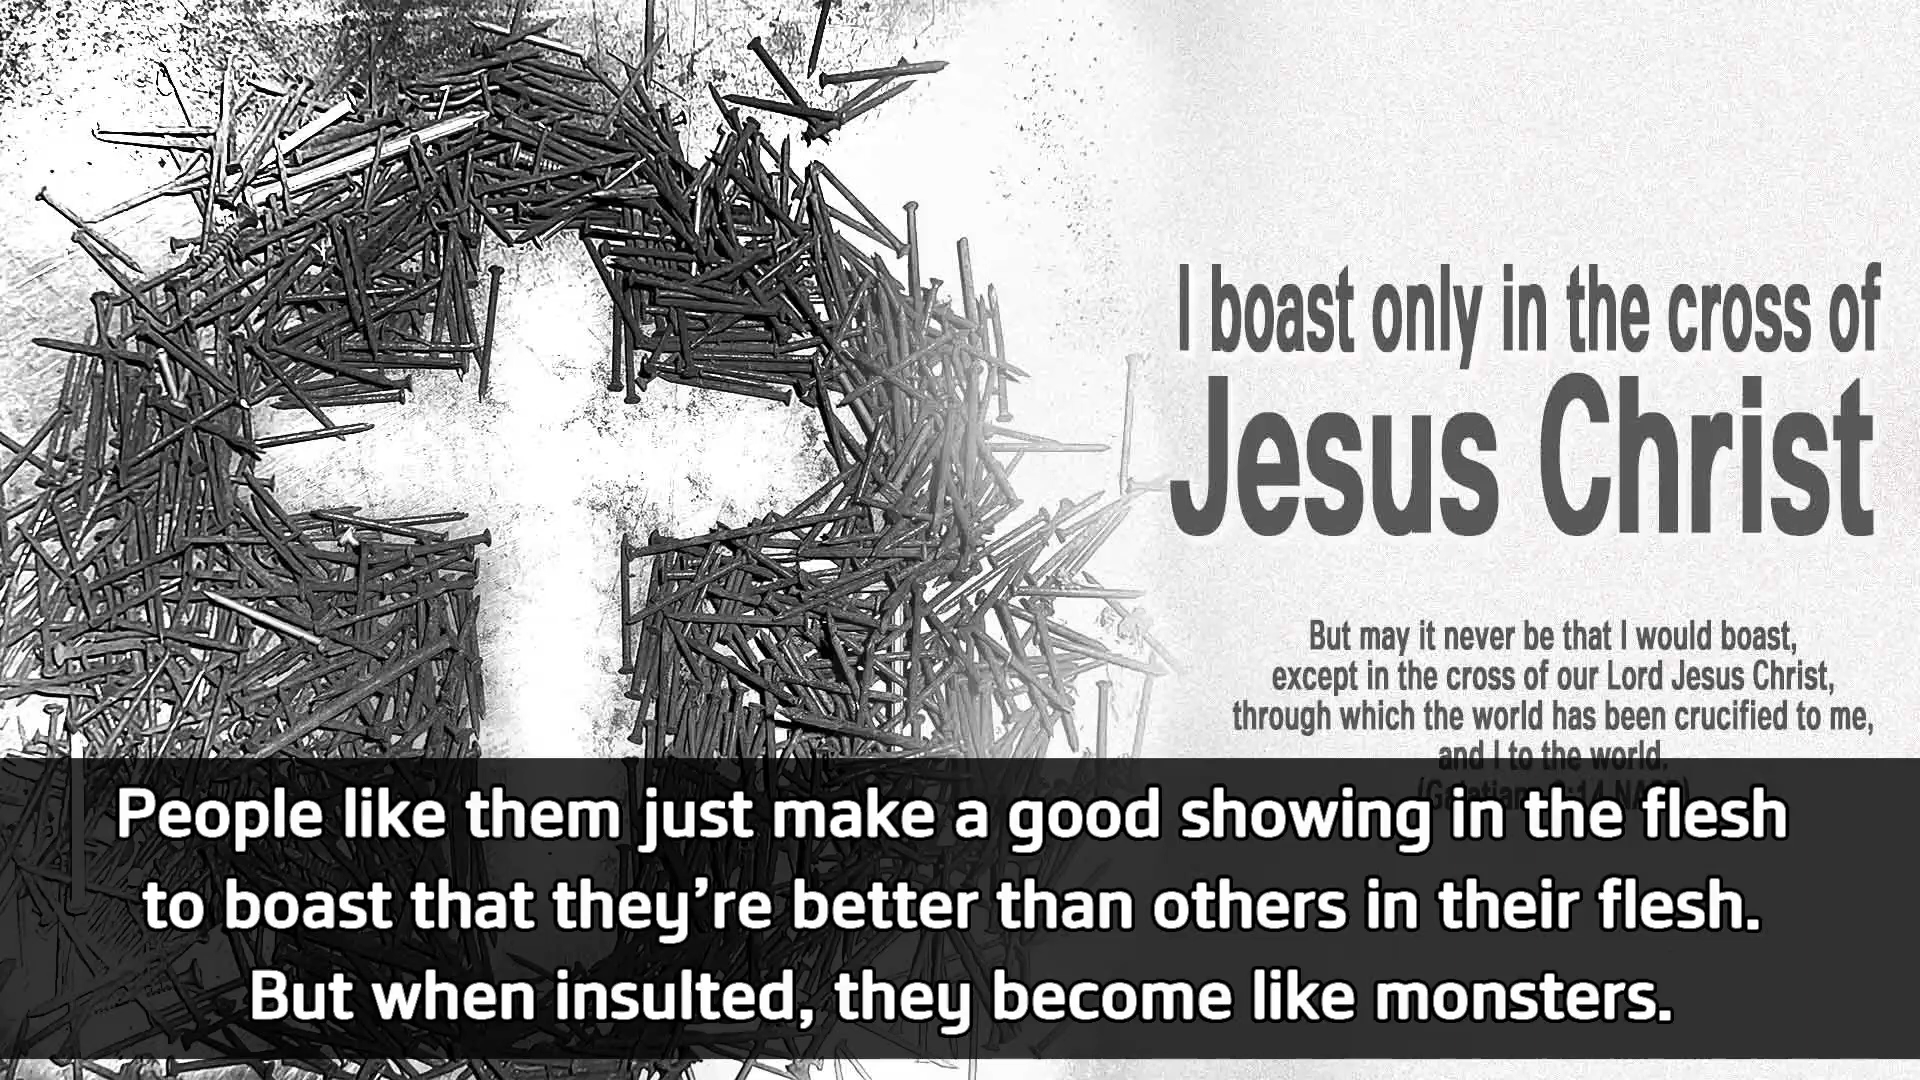 I boast only in the cross of
Jesus Christ
But may it never be that I would boast,
except in the cross of our Lord Jesus Christ,
through which the world has been crucified to me,
and I to the world.
People like them just make a good showing in the flesh
to boast that they’re better than others in their flesh.
But when insulted, they become like monsters.